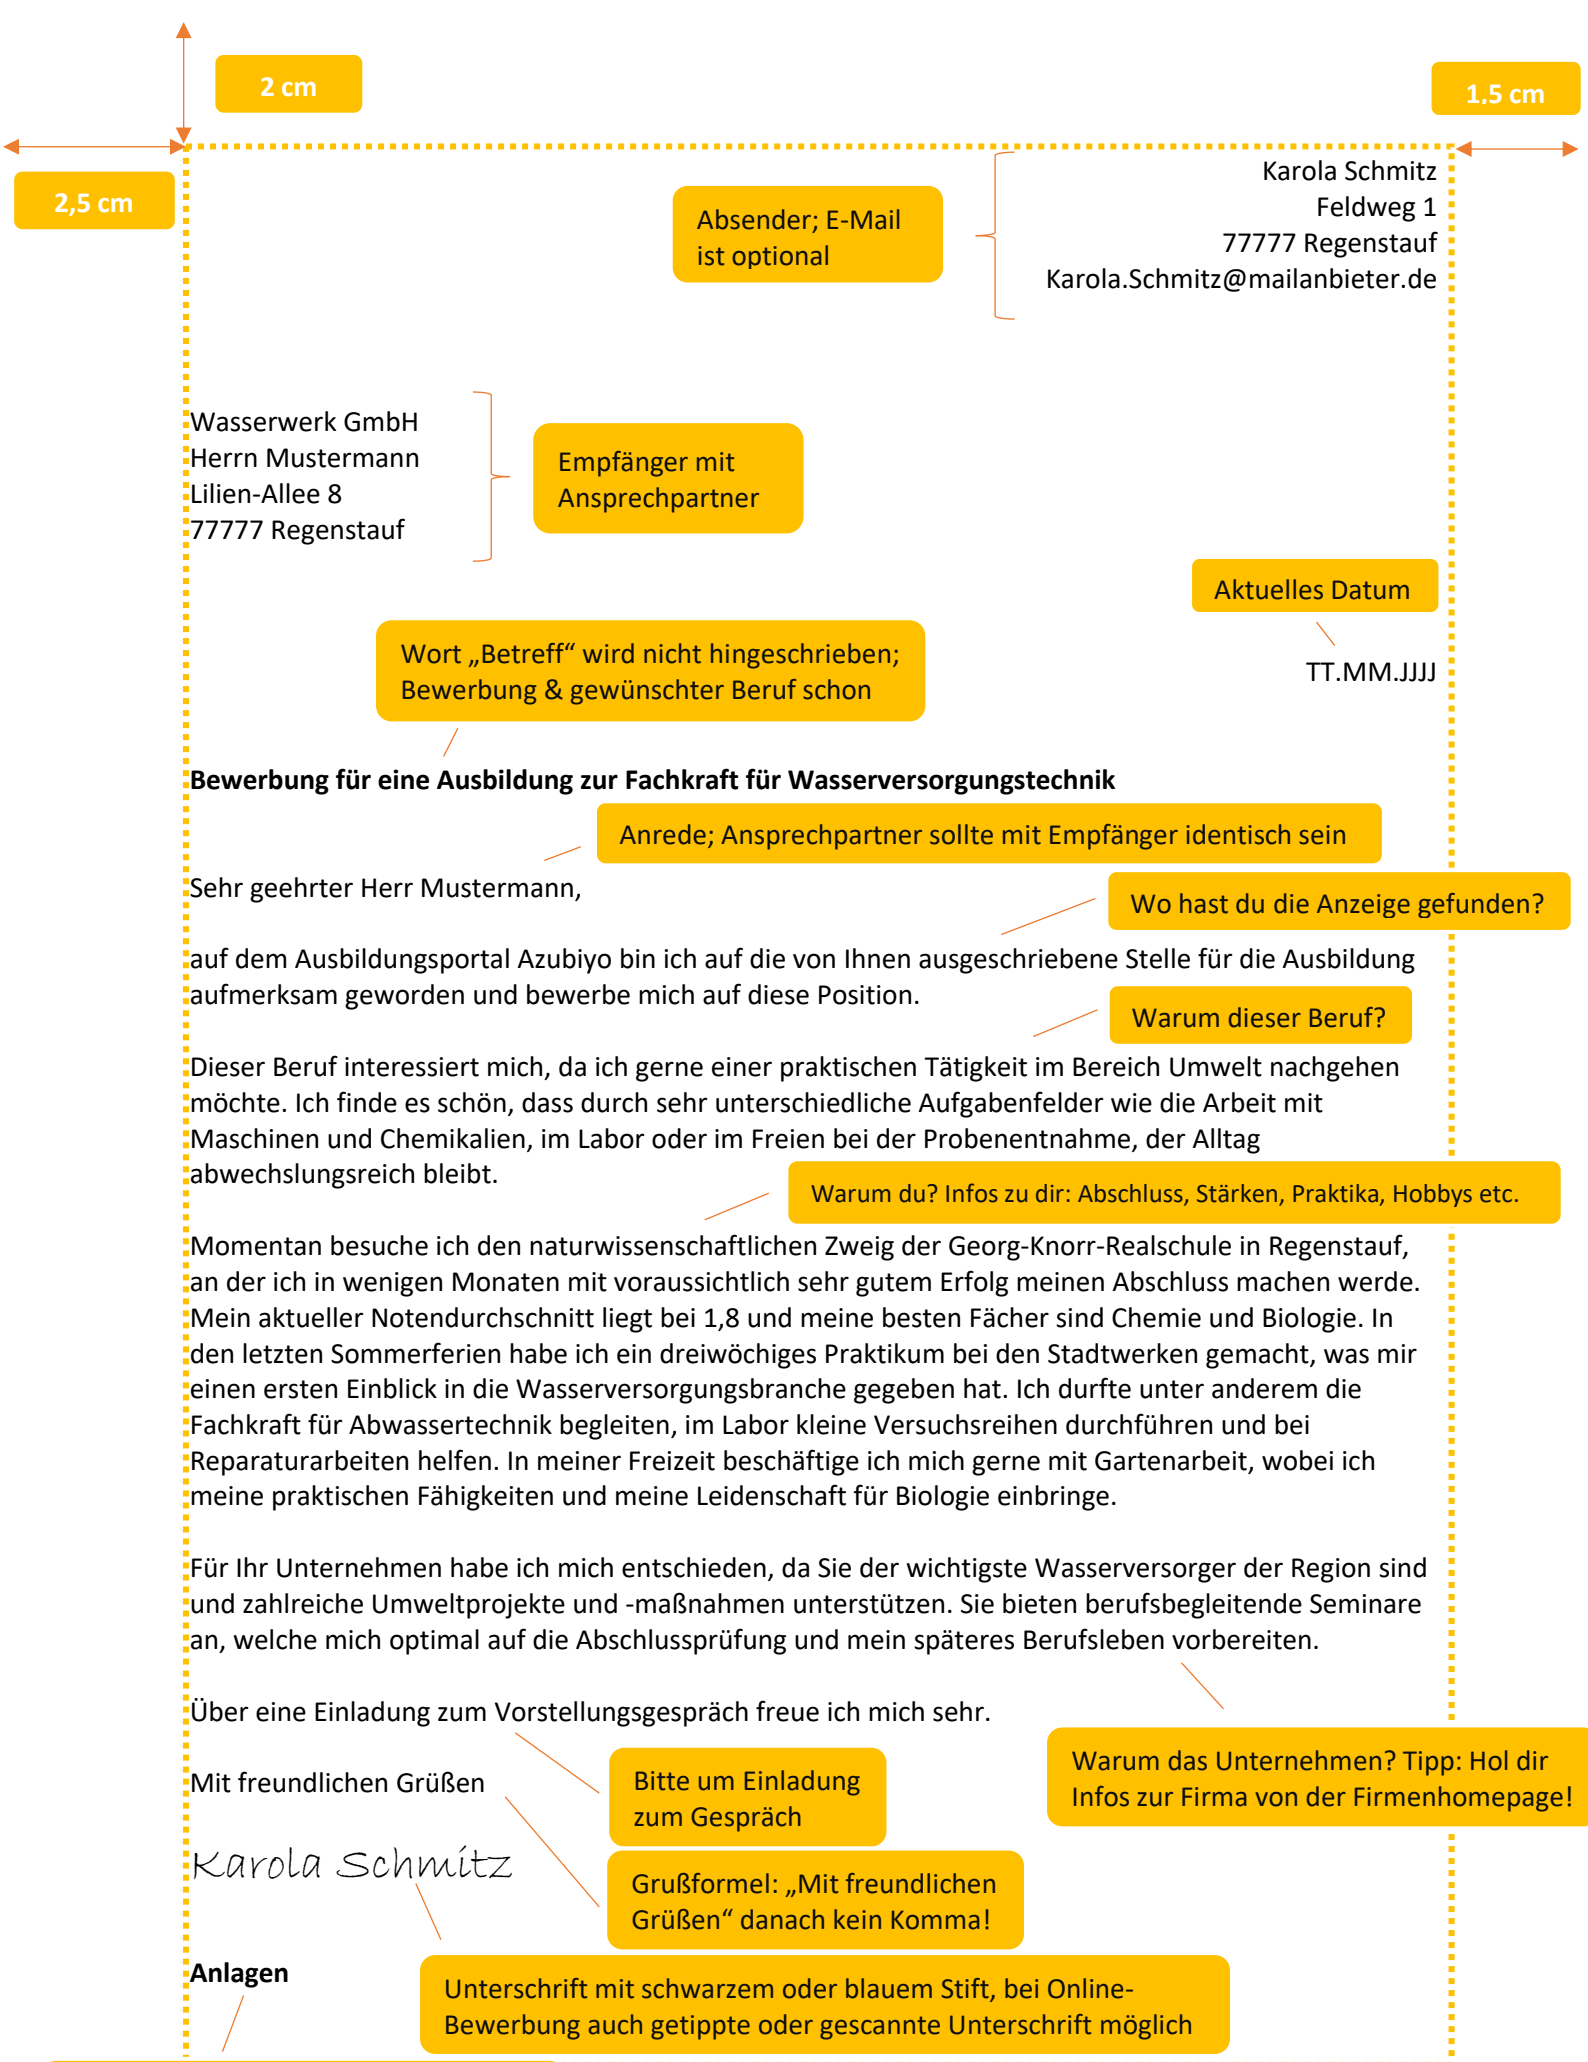 2 cm
1,5 cm
2,5 cm
Absender; E-Mail
ist optional
Karola Schmitz
Feldweg 1
77777 Regenstauf
Karola.Schmitz@mailanbieter.de
Wasserwerk GmbH
Herrn Mustermann
Lilien-Allee 8
77777 Regenstauf
Empfänger mit
Ansprechpartner
Aktuelles Datum
TT.MM.JJJJ
Wort „Betreff“ wird nicht hingeschrieben;
Bewerbung & gewünschter Beruf schon
Bewerbung für eine Ausbildung zur Fachkraft für Wasserversorgungstechnik
Anrede; Ansprechpartner sollte mit Empfänger identisch sein
Sehr geehrter Herr Mustermann,
Wo hast du die Anzeige gefunden?
auf dem Ausbildungsportal Azubiyo bin ich auf die von Ihnen ausgeschriebene Stelle für die Ausbildung
aufmerksam geworden und bewerbe mich auf diese Position.
Warum dieser Beruf?
Dieser Beruf interessiert mich, da ich gerne einer praktischen Tätigkeit im Bereich Umwelt nachgehen
möchte. Ich finde es schön, dass durch sehr unterschiedliche Aufgabenfelder wie die Arbeit mit
Maschinen und Chemikalien, im Labor oder im Freien bei der Probenentnahme, der Alltag
abwechslungsreich bleibt.
Warum du? Infos zu dir: Abschluss, Stärken, Praktika, Hobbys etc.
Momentan besuche ich den naturwissenschaftlichen Zweig der Georg-Knorr-Realschule in Regenstauf,
an der ich in wenigen Monaten mit voraussichtlich sehr gutem Erfolg meinen Abschluss machen werde.
Mein aktueller Notendurchschnitt liegt bei 1,8 und meine besten Fächer sind Chemie und Biologie. In
den letzten Sommerferien habe ich ein dreiwöchiges Praktikum bei den Stadtwerken gemacht, was mir
einen ersten Einblick in die Wasserversorgungsbranche gegeben hat. Ich durfte unter anderem die
Fachkraft für Abwassertechnik begleiten, im Labor kleine Versuchsreihen durchführen und bei
Reparaturarbeiten helfen. In meiner Freizeit beschäftige ich mich gerne mit Gartenarbeit, wobei ich
meine praktischen Fähigkeiten und meine Leidenschaft für Biologie einbringe.
Für Ihr Unternehmen habe ich mich entschieden, da Sie der wichtigste Wasserversorger der Region sind
und zahlreiche Umweltprojekte und -maßnahmen unterstützen. Sie bieten berufsbegleitende Seminare
an, welche mich optimal auf die Abschlussprüfung und mein späteres Berufsleben vorbereiten.
Über eine Einladung zum Vorstellungsgespräch freue ich mich sehr.
Warum das Unternehmen? Tipp: Hol dir
Infos zur Firma von der Firmenhomepage!
Mit freundlichen Grüßen
Bitte um Einladung
zum Gespräch
Karola Schmitz
Grußformel: „Mit freundlichen
Grüßen“ danach kein Komma!
Anlagen
Unterschrift mit schwarzem oder blauem Stift, bei Online-
Bewerbung auch getippte oder gescannte Unterschrift möglich